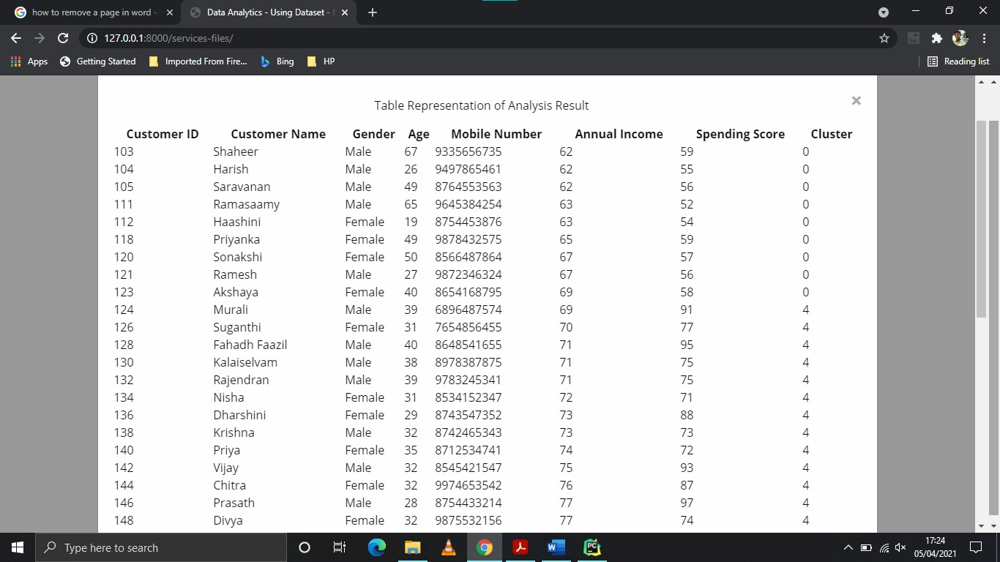 how to remove a page in word -
Data Analytics - Using Dataset -
127.0.0.1:8000/services-files/
Apps Getting Started Imported From Fire... Bing HP Reading list
Table Representation of Analysis Result
Customer ID Customer Name Gender Age Mobile Number Annual Income Spending Score Cluster
103 Shaheer Male 67 9335656735 62 59 0
104 Harish Male 26 9497865461 62 55 0
105 Saravanan Male 49 8764553563 62 56 0
111 Ramasaamy Male 65 9645384254 63 52 0
112 Haashini Female 19 8754453876 63 54 0
118 Priyanka Female 49 9878432575 65 59 0
120 Sonakshi Female 50 8566487864 67 57 0
121 Ramesh Male 27 9872346324 67 56 0
123 Akshaya Female 40 8654168795 69 58 0
124 Murali Male 39 6896487574 69 91 4
126 Suganthi Female 31 7654856455 70 77 4
128 Fahadh Faazil Male 40 8648541655 71 95 4
130 Kalaiselvam Male 38 8978387875 71 75 4
132 Rajendran Male 39 9783245341 71 75 4
134 Nisha Female 31 8534152347 72 71 4
136 Dharshini Female 29 8743547352 73 88 4
138 Krishna Male 32 8742465343 73 73 4
140 Priya Female 35 8712534741 74 72 4
142 Vijay Male 32 8545421547 75 93 4
144 Chitra Female 32 9974653542 76 87 4
146 Prasath Male 28 8754433214 77 97 4
148 Divya Female 32 9875532156 77 74 4
Type here to search
17:24
05/04/2021